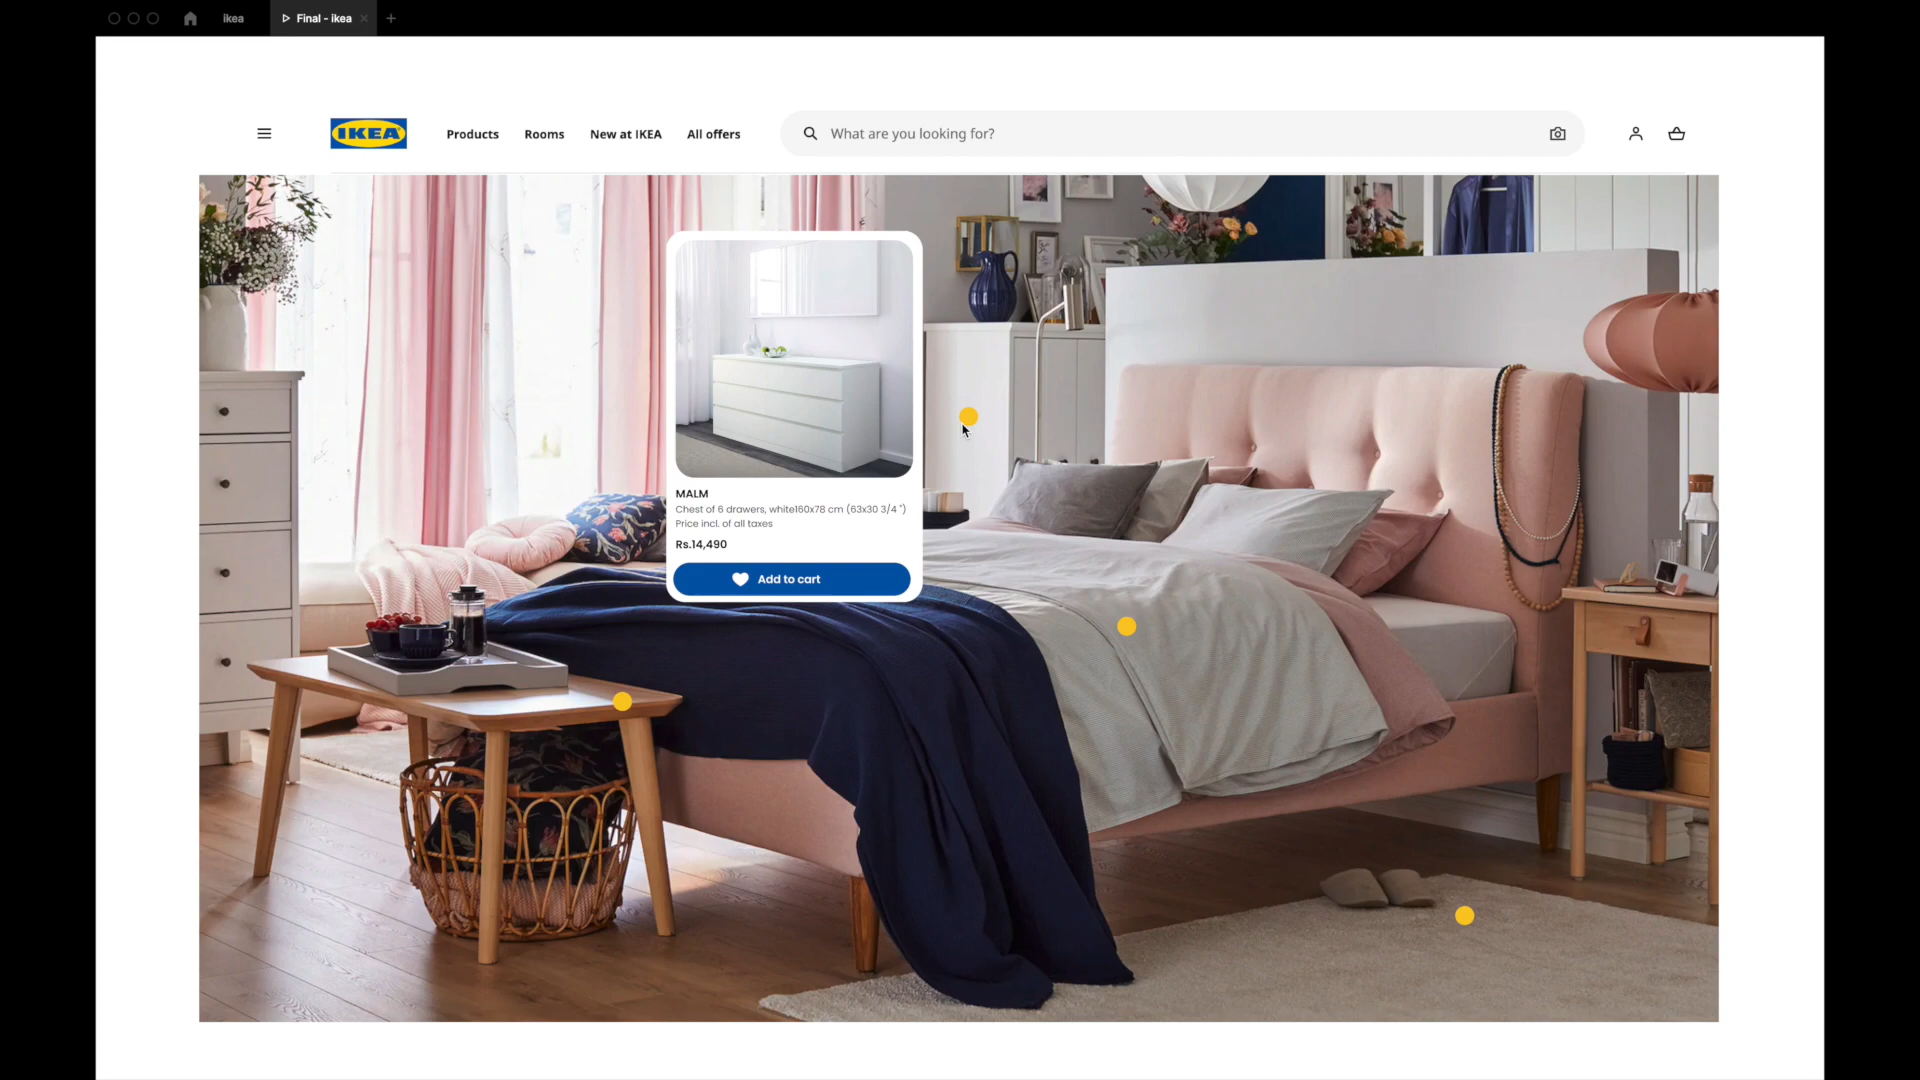 ikea
Final - ikea
IKEA
Products
Rooms
New at IKEA
All offers
What are you looking for?
MALM
Chest of 6 drawers, white160x78 cm (63x30 3/4 ")
Price incl. of all taxes
Rs.14,490
Add to cart